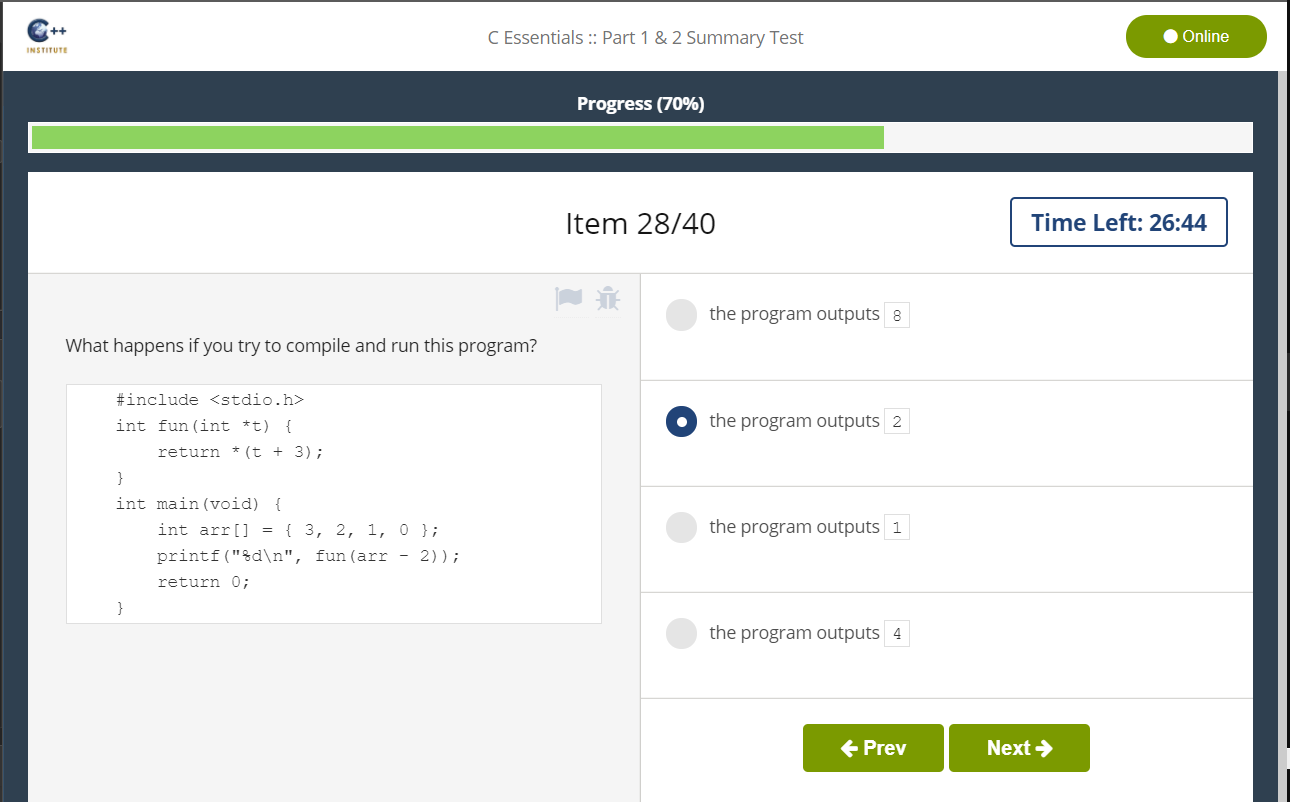 C++
INSTITUTE
C Essentials :: Part 1 & 2 Summary Test
Online
Progress (70%)
Item 28/40
Time Left: 26:44
What happens if you try to compile and run this program?
#include <stdio.h>
int fun(int *t) {
    return *(t + 3);
}
int main(void) {
    int arr[] = { 3, 2, 1, 0 };
    printf("%d\n", fun(arr - 2));
    return 0;
}
the program outputs 8
the program outputs 2
the program outputs 1
the program outputs 4
Prev
Next